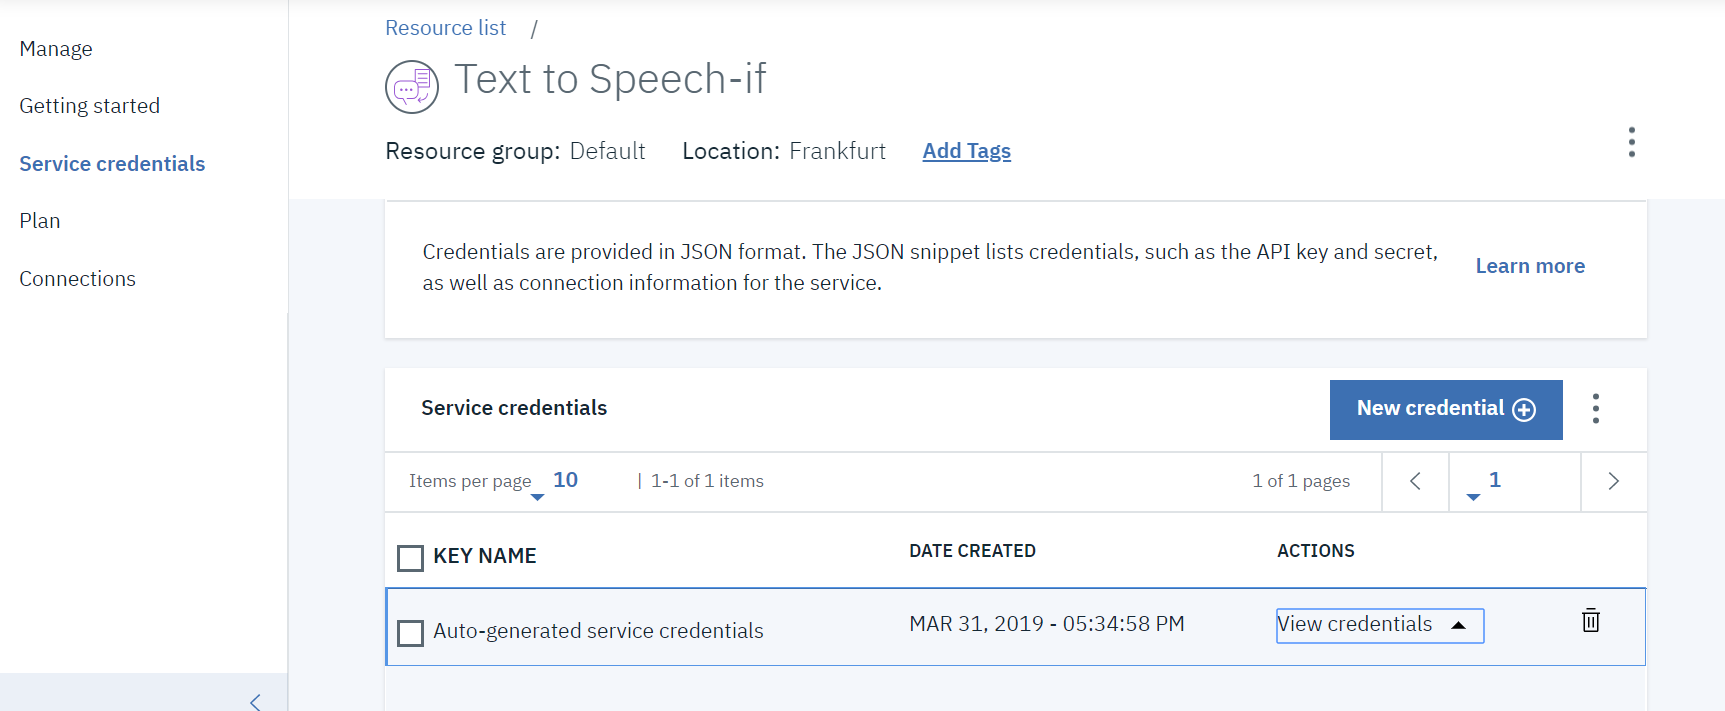 Manage
Getting started
Service credentials
Plan
Connections
Resource list /
Text to Speech-if
Resource group: Default Location: Frankfurt Add Tags
Credentials are provided in JSON format. The JSON snippet lists credentials, such as the API key and secret,
as well as connection information for the service.
Learn more
Service credentials
New credential
Items per page 10 | 1-1 of 1 items 1 of 1 pages 1
KEY NAME DATE CREATED ACTIONS
Auto-generated service credentials MAR 31, 2019 - 05:34:58 PM View credentials